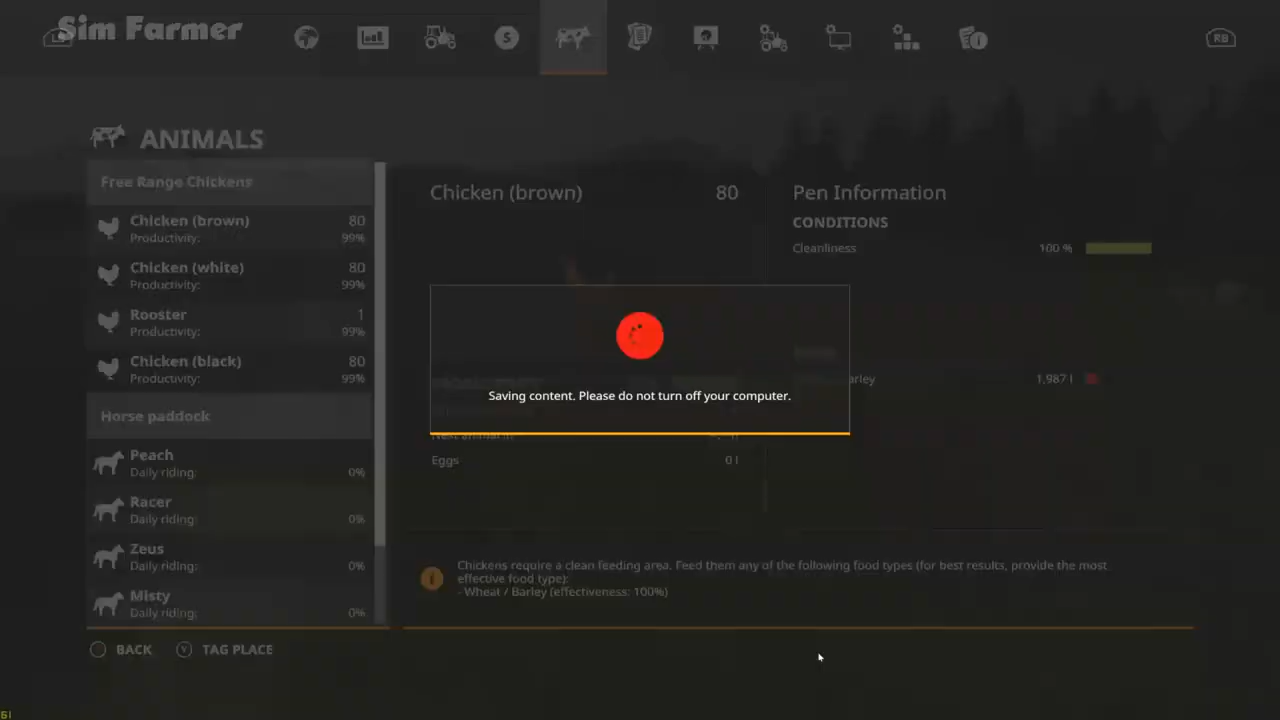 Sim Farmer
RB
ANIMALS
Free Range Chickens
Chicken (brown) 80
Productivity: 99%
Chicken (white) 80
Productivity: 99%
Rooster 1
Productivity: 99%
Chicken (black) 80
Productivity: 99%
Horse paddock
Peach
Daily riding: 0%
Racer
Daily riding: 0%
Zeus
Daily riding: 0%
Misty
Daily riding: 0%
Chicken (brown) 80
Eggs 0 l
Pen Information
CONDITIONS
Cleanliness 100 %
1,987 l
Saving content. Please do not turn off your computer.
Chickens require a clean feeding area. Feed them any of the following food types (for best results, provide the most
effective food type):
- Wheat / Barley (effectiveness: 100%)
BACK
Y TAG PLACE